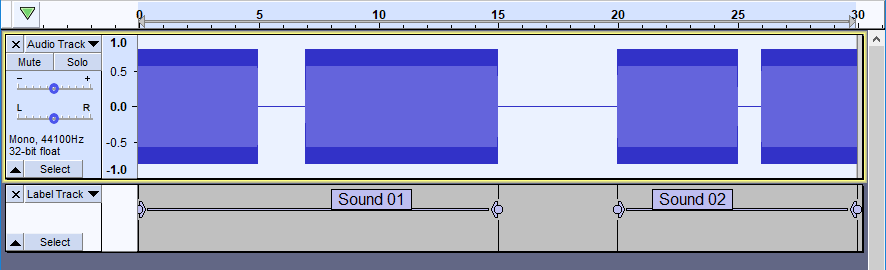 0 5 10 15 20 25 30
X Audio Track
Mute Solo
- +
L R
Mono, 44100Hz
32-bit float
Select
1.0
0.5
0.0
-0.5
-1.0
X Label Track
Select
Sound 01 Sound 02